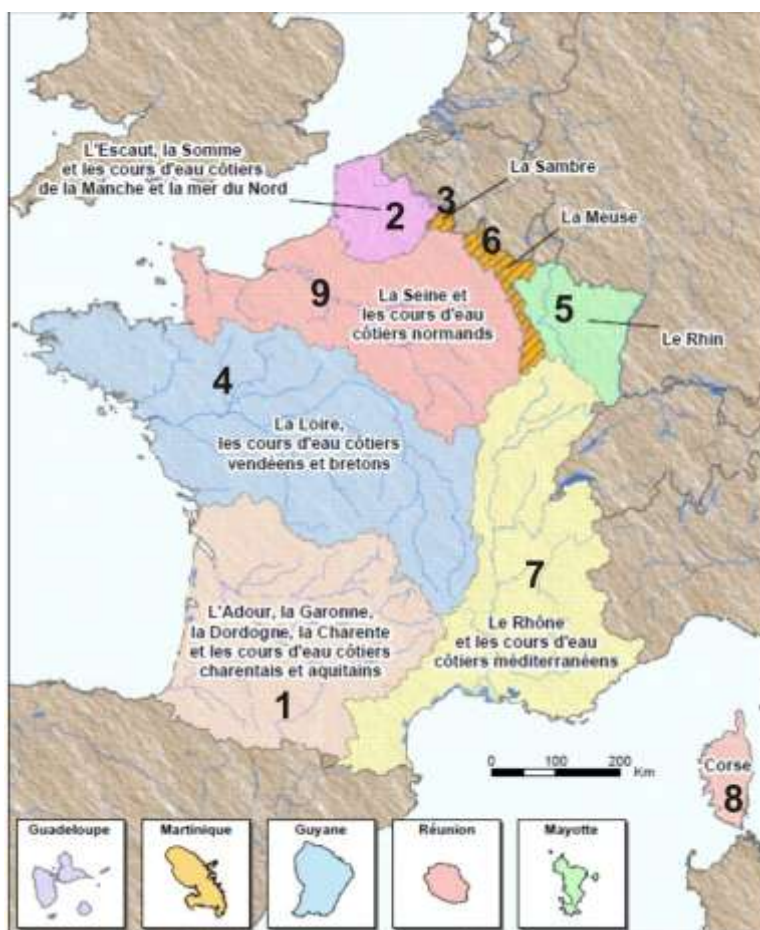 L'Escaut, la Somme
et les cours d'eau côtiers
de la Manche et la mer du Nord
2
3
La Sambre
6
La Meuse
9
La Seine et
les cours d'eau
côtiers normands
5
Le Rhin
4
La Loire,
les cours d'eau côtiers
vendéens et bretons
7
Le Rhône
et les cours d'eau
côtiers méditerranéens
L'Adour, la Garonne,
la Dordogne, la Charente
et les cours d'eau côtiers
charentais et aquitains
1
0 100 200
Km
Corse
8
Guadeloupe
Martinique
Guyane
Réunion
Mayotte